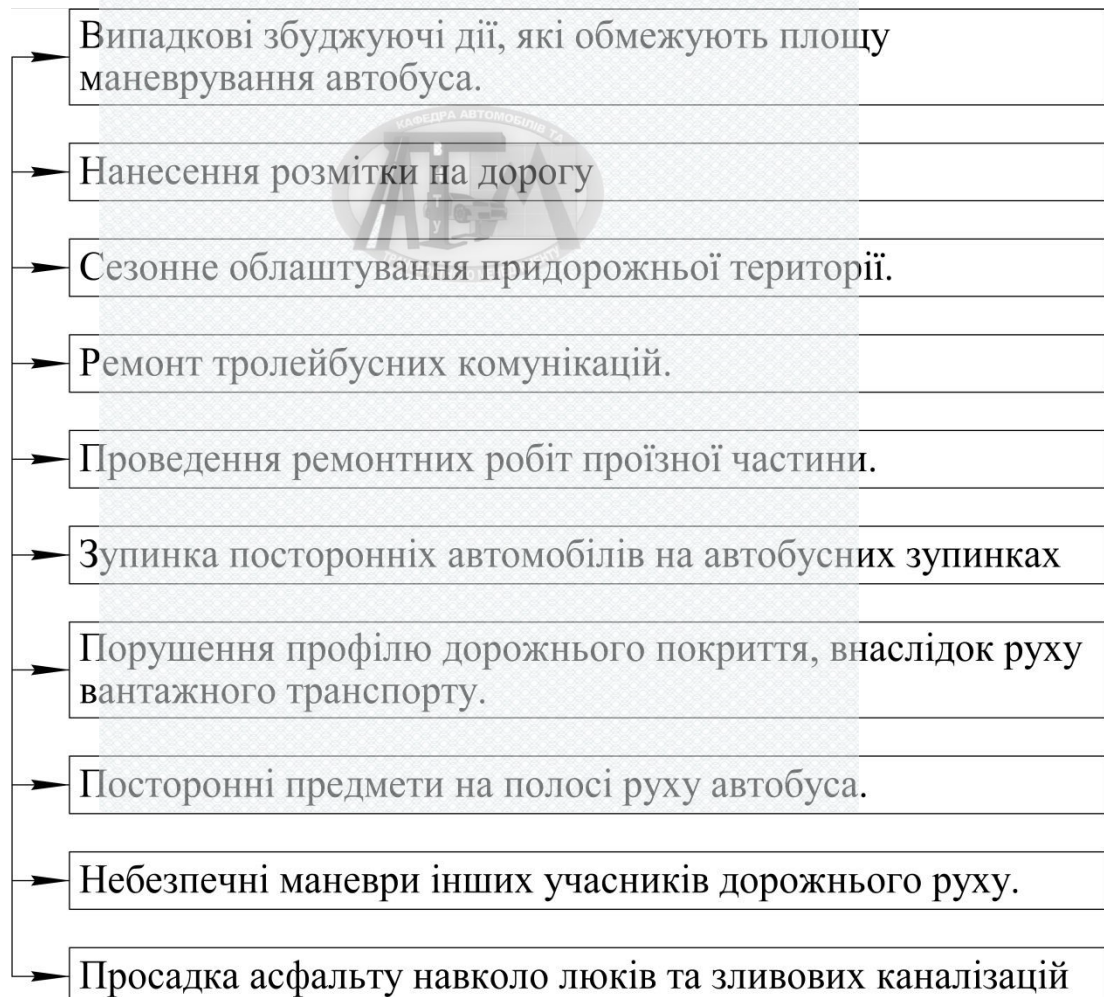 Випадкові збуджуючі дії, які обмежують площу
маневрування автобуса.
КАФЕДРА АВТОМОБІЛІВ ТА
Нанесення розмітки на дорогу
В
Т
У
Сезонне облаштування придорожньої території.
Ремонт тролейбусних комунікацій.
Проведення ремонтних робіт проїзної частини.
Зупинка посторонніх автомобілів на автобусних зупинках
Порушення профілю дорожнього покриття, внаслідок руху
вантажного транспорту.
Посторонні предмети на полосі руху автобуса.
Небезпечні маневри інших учасників дорожнього руху.
Просадка асфальту навколо люків та зливових каналізацій